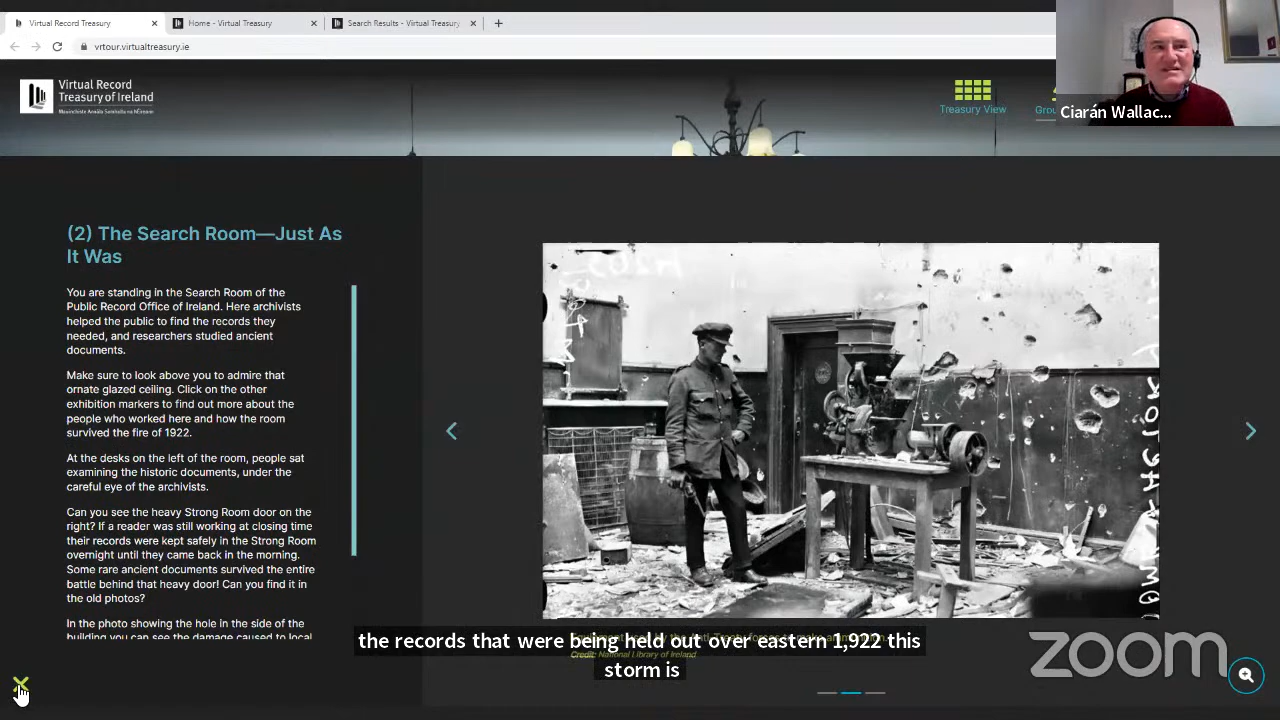 Virtual Record Treasury
Home - Virtual Treasury
Search Results - Virtual Treasury
vrtour.virtualtreasury.ie
Virtual Record
Treasury of Ireland
Treasury View
Grou
Ciarán Wallac...
(2) The Search Room—Just As
It Was
You are standing in the Search Room of the
Public Record Office of Ireland. Here archivists
helped the public to find the records they
needed, and researchers studied ancient
documents.
Make sure to look above you to admire that
ornate glazed ceiling. Click on the other
exhibition markers to find out more about the
people who worked here and how the room
survived the fire of 1922.
At the desks on the left of the room, people sat
examining the historic documents, under the
careful eye of the archivists.
Can you see the heavy Strong Room door on the
right? If a reader was still working at closing time
their records were kept safely in the Strong Room
overnight until they came back in the morning.
Some rare ancient documents survived the entire
battle behind that heavy door! Can you find it in
the old photos?
In the photo showing the hole in the side of the
building you can see the damage caused to local
the records that were being held out over eastern 1,922 this
storm is
Credit: National Library of Ireland
zoom